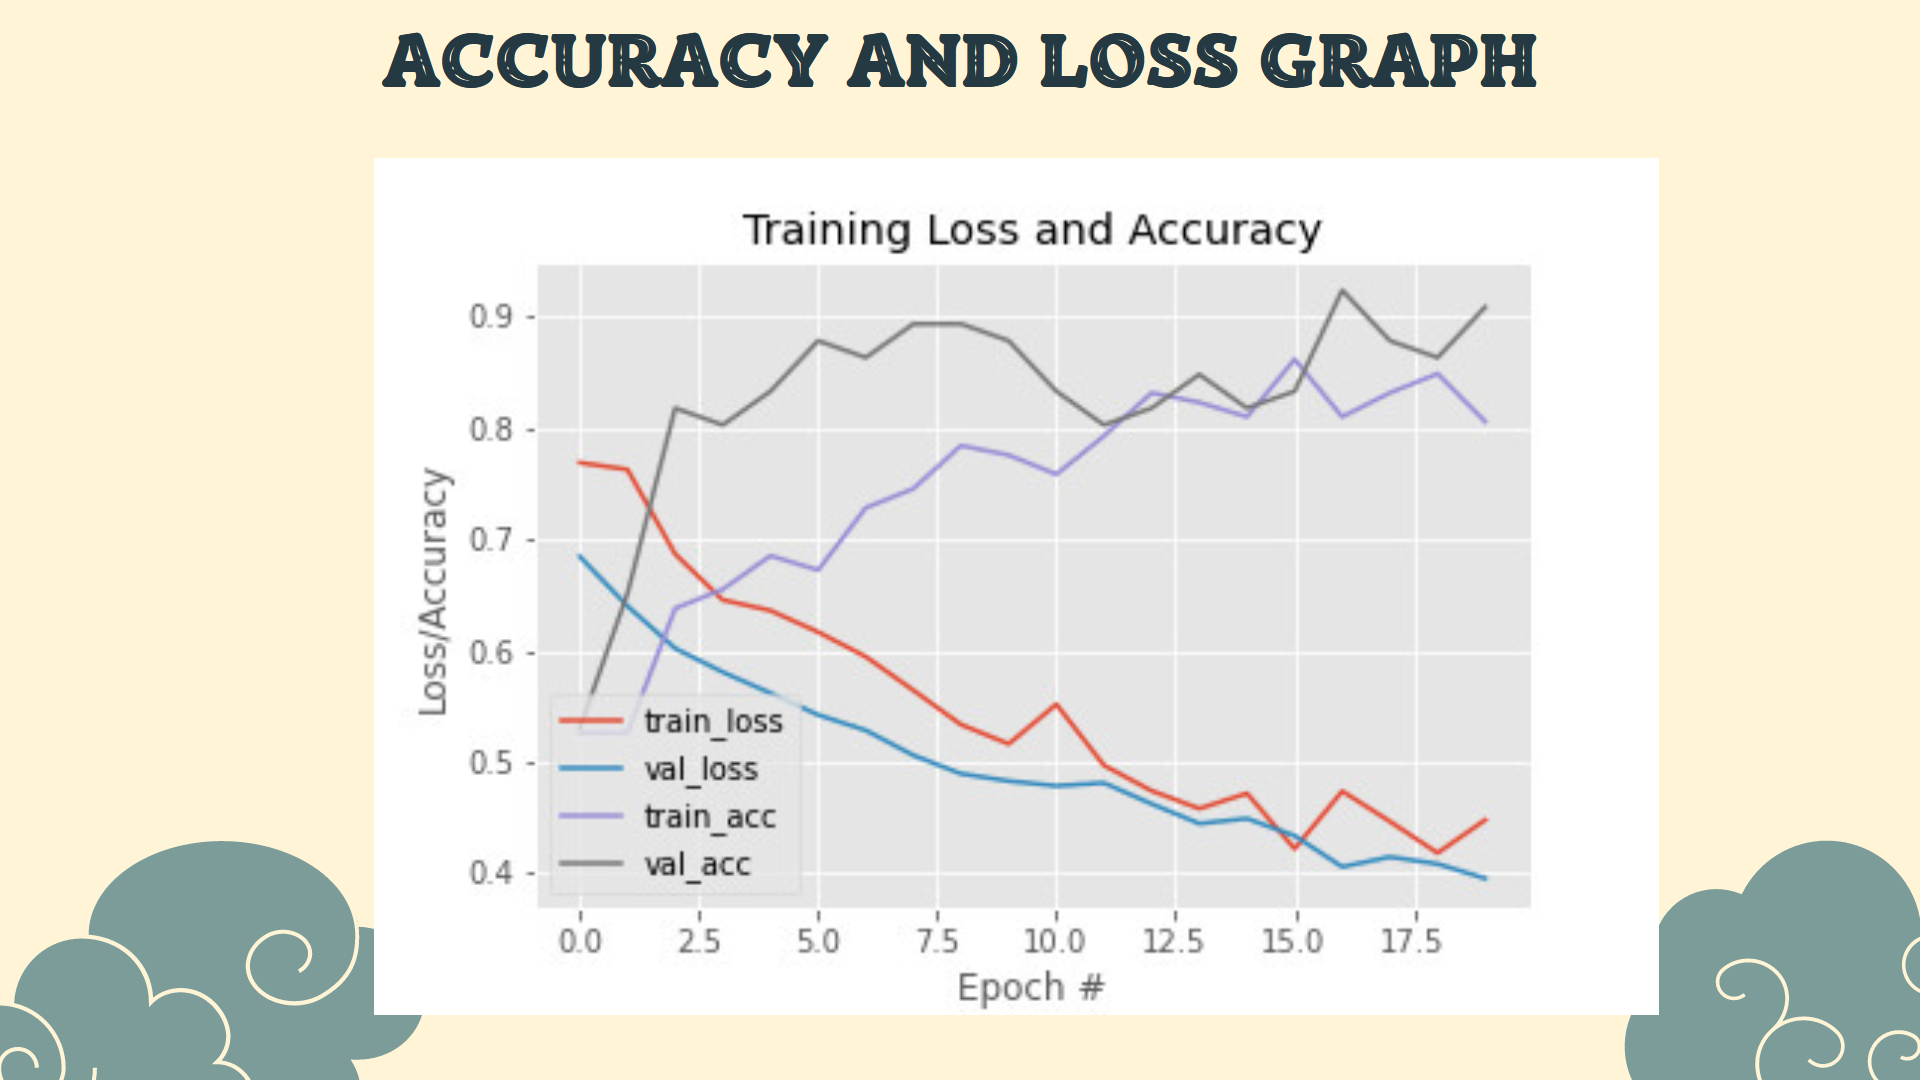 ACCURACY AND LOSS GRAPH
Training Loss and Accuracy
0.9
0.8
0.7
0.6
0.5
0.4
Loss/Accuracy
train_loss
val_loss
train_acc
val_acc
0.0 2.5 5.0 7.5 10.0 12.5 15.0 17.5
Epoch #